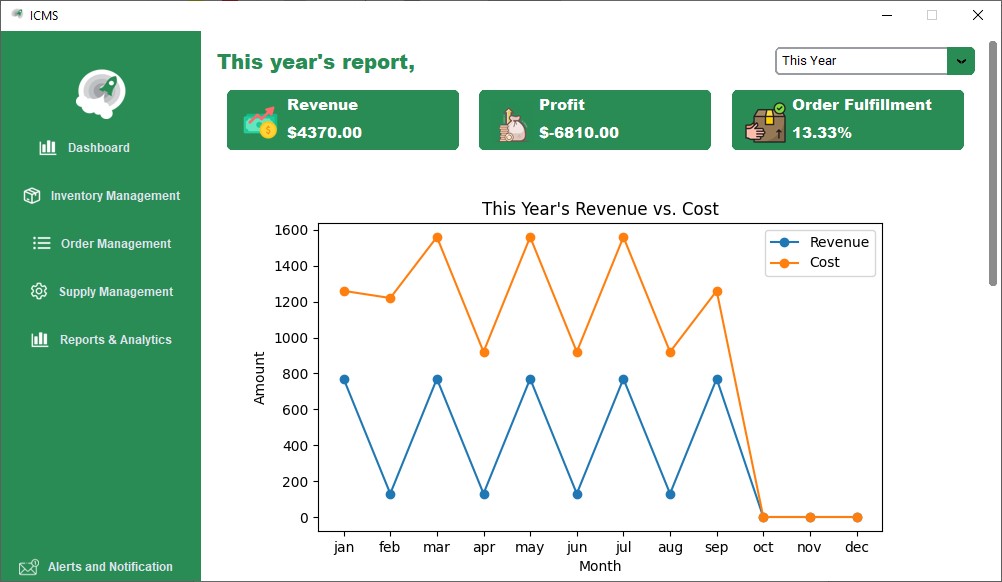 ICMS
This year's report,
This Year
Revenue
$4370.00
Profit
$-6810.00
Order Fulfillment
13.33%
Dashboard
Inventory Management
Order Management
Supply Management
Reports & Analytics
Alerts and Notification
This Year's Revenue vs. Cost
Revenue
Cost
1600
1400
1200
1000
800
600
400
200
0
Amount
jan feb mar apr may jun jul aug sep oct nov dec
Month